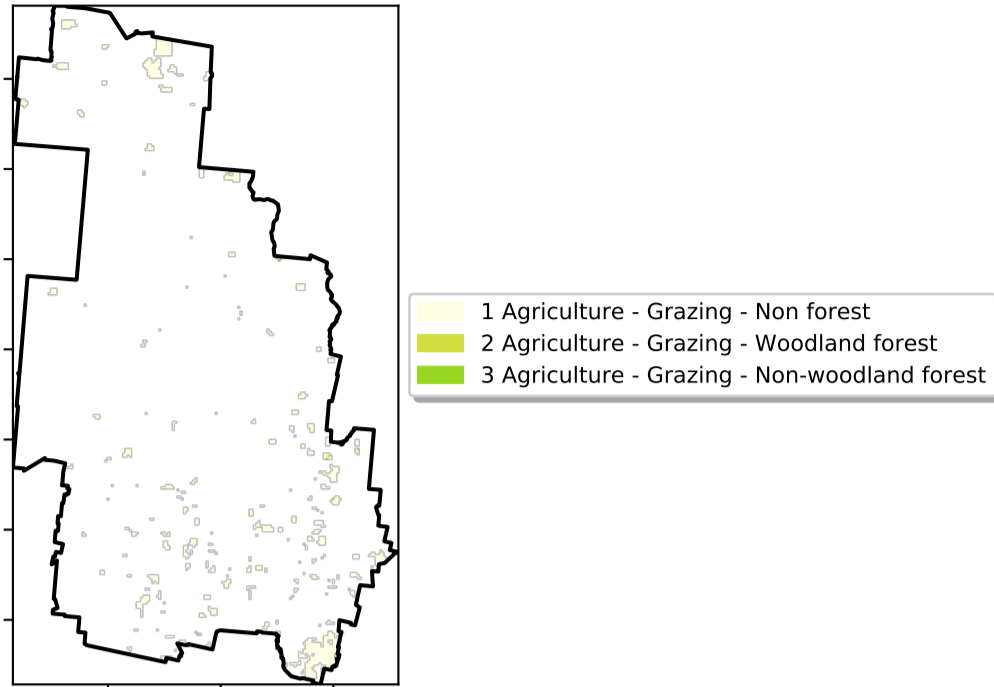 1 Agriculture - Grazing - Non forest
2 Agriculture - Grazing - Woodland forest
3 Agriculture - Grazing - Non-woodland forest